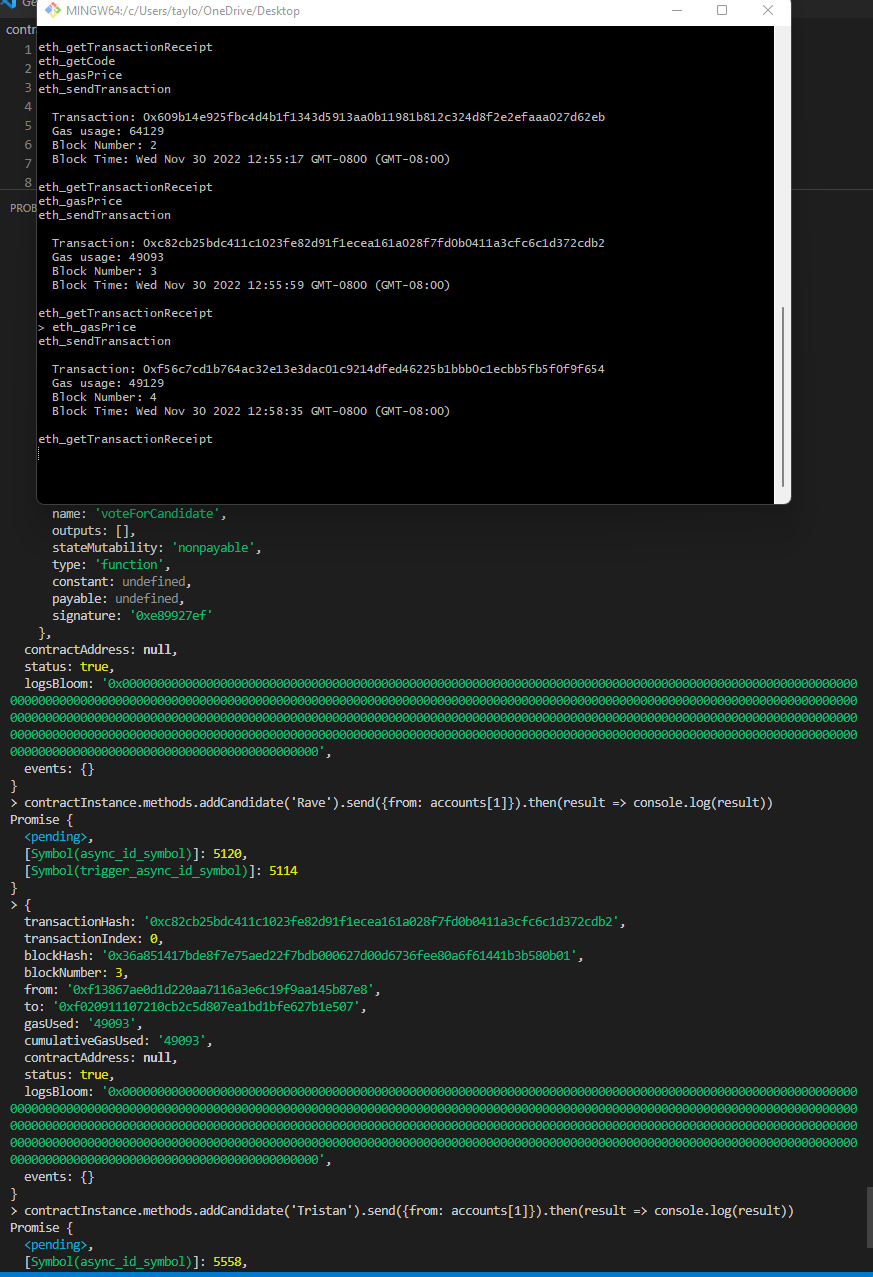 MINGW64:/c/Users/taylo/OneDrive/Desktop
contr
1
2
3
4
5
6
7
8
PROB
eth_getTransactionReceipt
eth_getCode
eth_gasPrice
eth_sendTransaction
Transaction: 0x609b14e925fbc4d4b1f1343d5913aa0b11981b812c324d8f2e2efaaa027d62eb
Gas usage: 64129
Block Number: 2
Block Time: Wed Nov 30 2022 12:55:17 GMT-0800 (GMT-08:00)
eth_getTransactionReceipt
eth_gasPrice
eth_sendTransaction
Transaction: 0xc82cb25bdc411c1023fe82d91f1ecea161a028f7fd0b0411a3cfc6c1d372cdb2
Gas usage: 49093
Block Number: 3
Block Time: Wed Nov 30 2022 12:55:59 GMT-0800 (GMT-08:00)
eth_getTransactionReceipt
> eth_gasPrice
eth_sendTransaction
Transaction: 0xf56c7cd1b764ac32e13e3dac01c9214dfed46225b1bbb0c1ecbb5fb5f0f9f654
Gas usage: 49129
Block Number: 4
Block Time: Wed Nov 30 2022 12:58:35 GMT-0800 (GMT-08:00)
eth_getTransactionReceipt
name: 'voteForCandidate',
outputs: [],
stateMutability: 'nonpayable',
type: 'function',
constant: undefined,
payable: undefined,
signature: '0xe89927ef'
},
contractAddress: null,
status: true,
logsBloom:
events: {}
}
> contractInstance.methods.addCandidate('Rave').send({from: accounts[1]}).then(result => console.log(result))
Promise {
<pending>,
[Symbol(async_id_symbol)]: 5120,
[Symbol(trigger_async_id_symbol)]: 5114
}
> {
transactionHash: '0xc82cb25bdc411c1023fe82d91f1ecea161a028f7fd0b0411a3cfc6c1d372cdb2',
transactionIndex: 0,
blockHash: '0x36a851417bde8f7e75aed22f7bdb000627d00d6736fee80a6f61441b3b580b01',
blockNumber: 3,
from: '0xf13867ae0d1d220aa7116a3e6c19f9aa145b87e8',
to: '0xf020911107210cb2c5d807ea1bd1bfe627b1e507',
gasUsed: '49093',
cumulativeGasUsed: '49093',
contractAddress: null,
status: true,
logsBloom:
events: {}
}
> contractInstance.methods.addCandidate('Tristan').send({from: accounts[1]}).then(result => console.log(result))
Promise {
<pending>,
[Symbol(async_id_symbol)]: 5558,